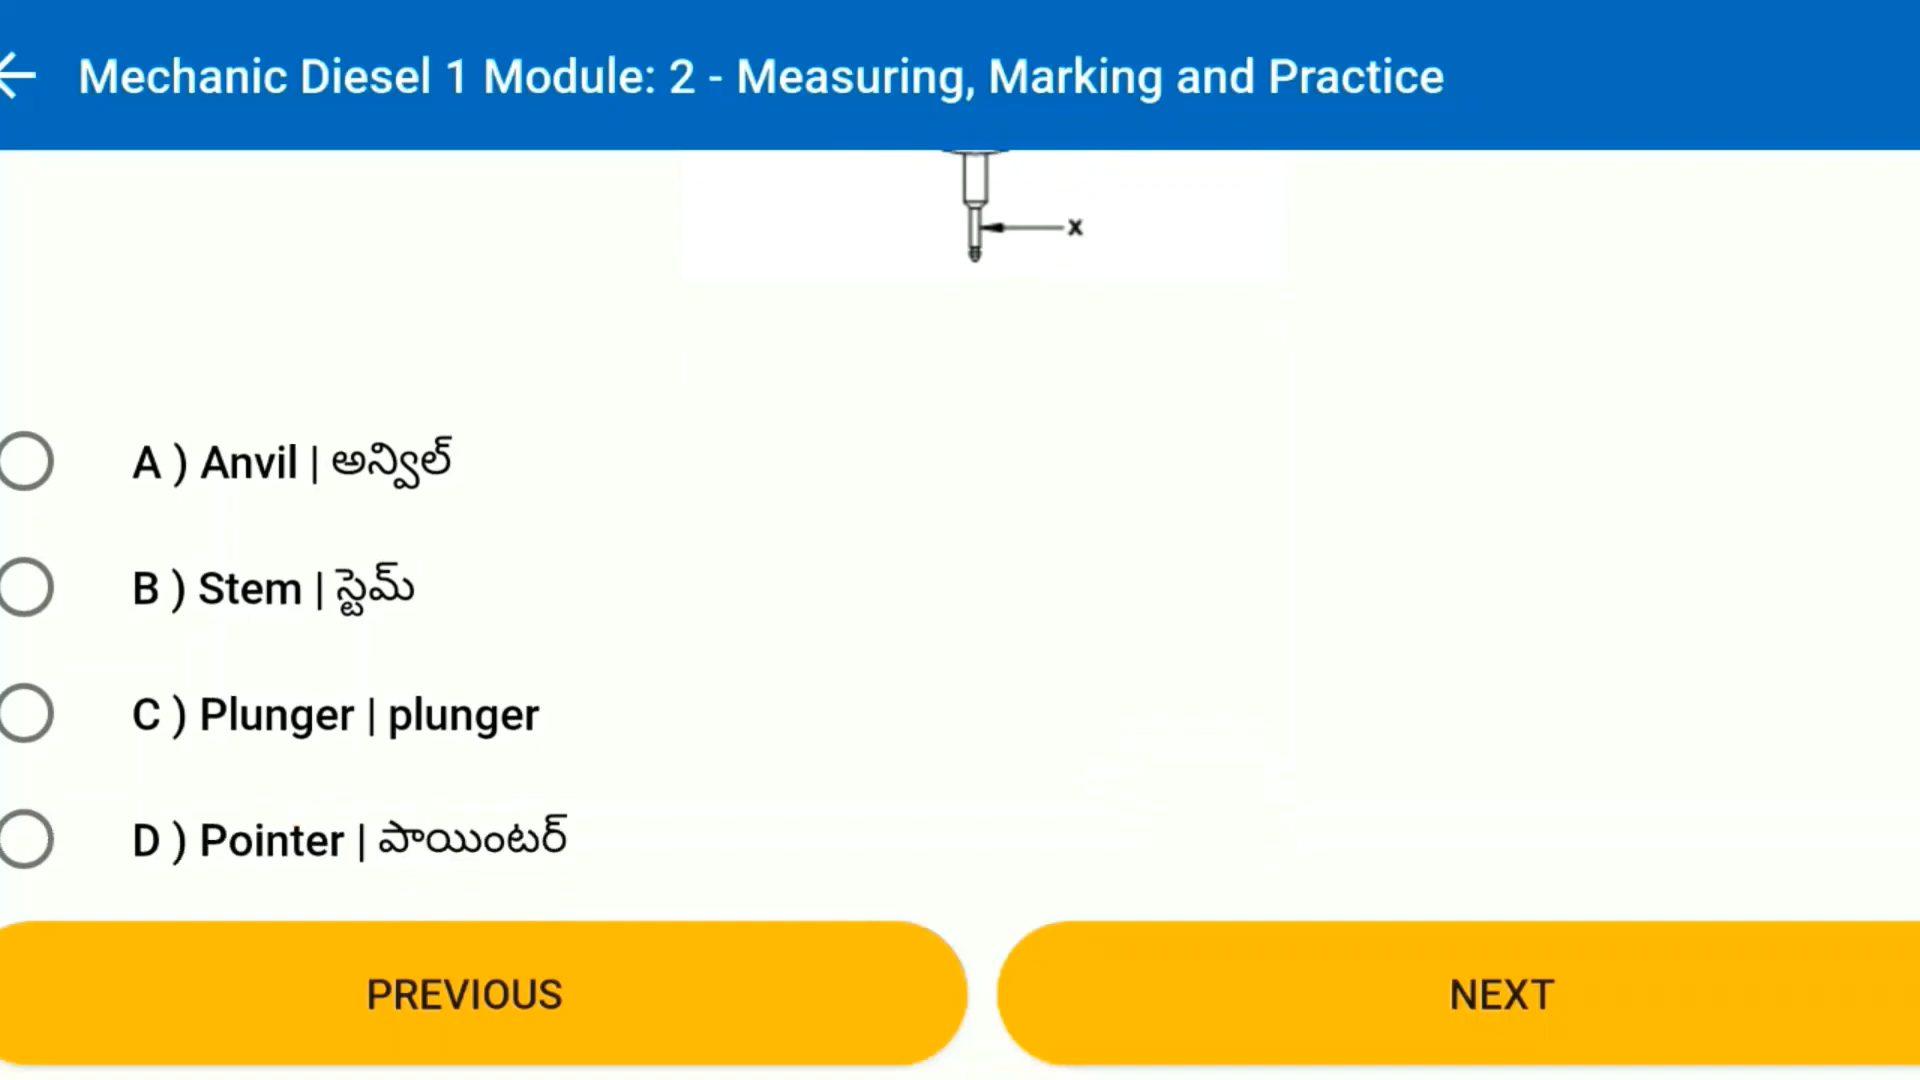 Mechanic Diesel 1 Module: 2 - Measuring, Marking and Practice
x
A ) Anvil | అన్విల్
B ) Stem | స్టెమ్
C ) Plunger | plunger
D ) Pointer | పాయింటర్
PREVIOUS
NEXT